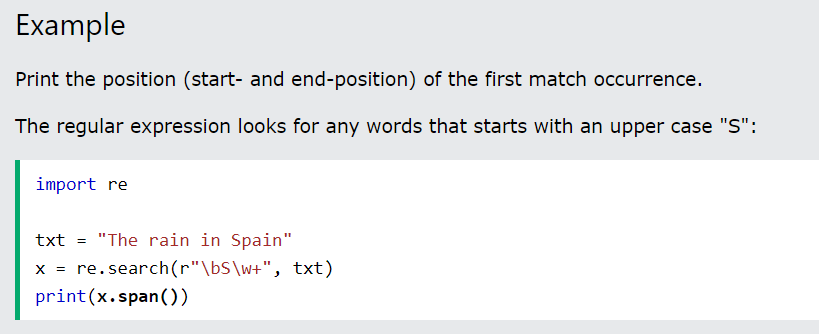 Example
Print the position (start- and end-position) of the first match occurrence.
The regular expression looks for any words that starts with an upper case "S":
import re
txt = "The rain in Spain"
x = re.search(r"\bS\w+", txt)
print(x.span())